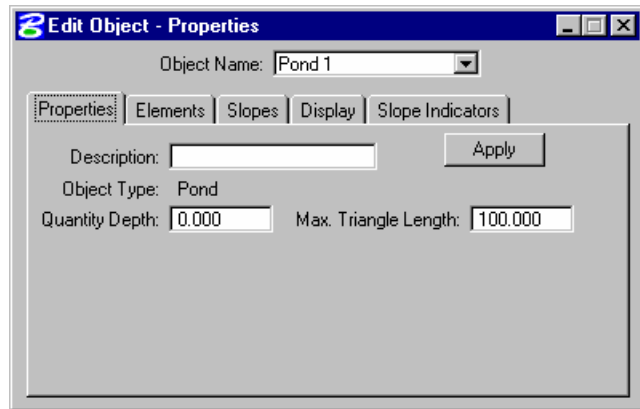 Edit Object - Properties
Object Name: Pond 1
Properties Elements Slopes Display Slope Indicators
Description: Apply
Object Type: Pond
Quantity Depth: 0.000 Max. Triangle Length: 100.000